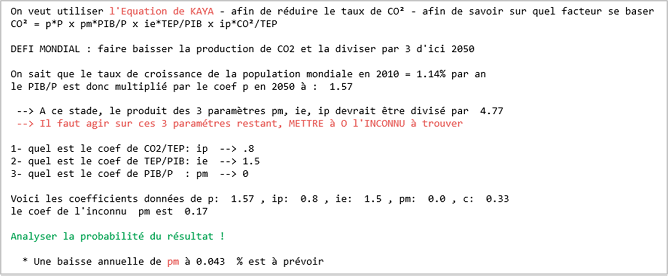 On veut utiliser l'Equation de KAYA - afin de réduire le taux de CO² - afin de savoir sur quel facteur se baser
CO² = p*P x pm*PIB/P x ie*TEP/PIB x ip*CO²/TEP
DEFI MONDIAL : faire baisser la production de CO2 et la diviser par 3 d'ici 2050
On sait que le taux de croissance de la population mondiale en 2010 = 1.14% par an
le PIB/P est donc multiplié par le coef p en 2050 à :  1.57
--> A ce stade, le produit des 3 paramètres pm, ie, ip devrait être divisé par  4.77
--> Il faut agir sur ces 3 paramétres restant, METTRE à O l'INCONNU à trouver
1- quel est le coef de CO2/TEP: ip  --> .8
2- quel est le coef de TEP/PIB: ie  --> 1.5
3- quel est le coef de PIB/P  : pm  --> 0
Voici les coefficients données de p:  1.57 , ip:  0.8 , ie:  1.5 , pm:  0.0 , c:  0.33
le coef de l'inconnu  pm est  0.17
Analyser la probabilité du résultat !
* Une baisse annuelle de pm à 0.043  % est à prévoir